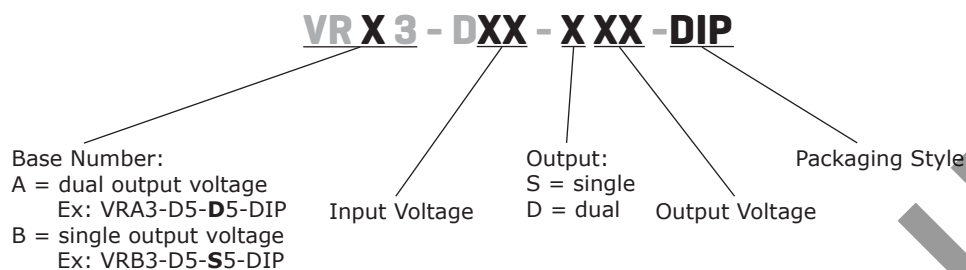 VR X 3 - DXX - X XX -DIP
Base Number:
A = dual output voltage
Ex: VRA3-D5-D5-DIP
B = single output voltage
Ex: VRB3-D5-S5-DIP
Input Voltage
Output:
S = single
D = dual
Output Voltage
Packaging Style